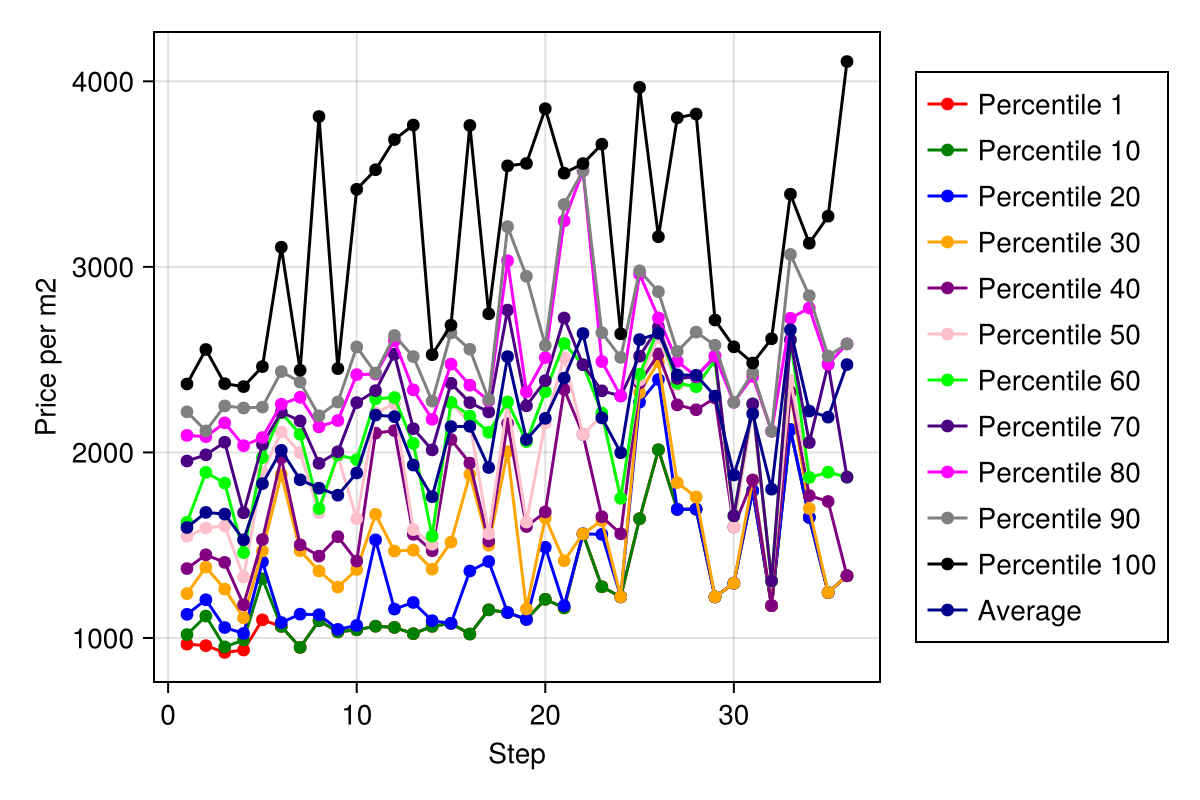 4000
3000
2000
1000
Price per m2
0 10 20 30
Step
Percentile 1
Percentile 10
Percentile 20
Percentile 30
Percentile 40
Percentile 50
Percentile 60
Percentile 70
Percentile 80
Percentile 90
Percentile 100
Average